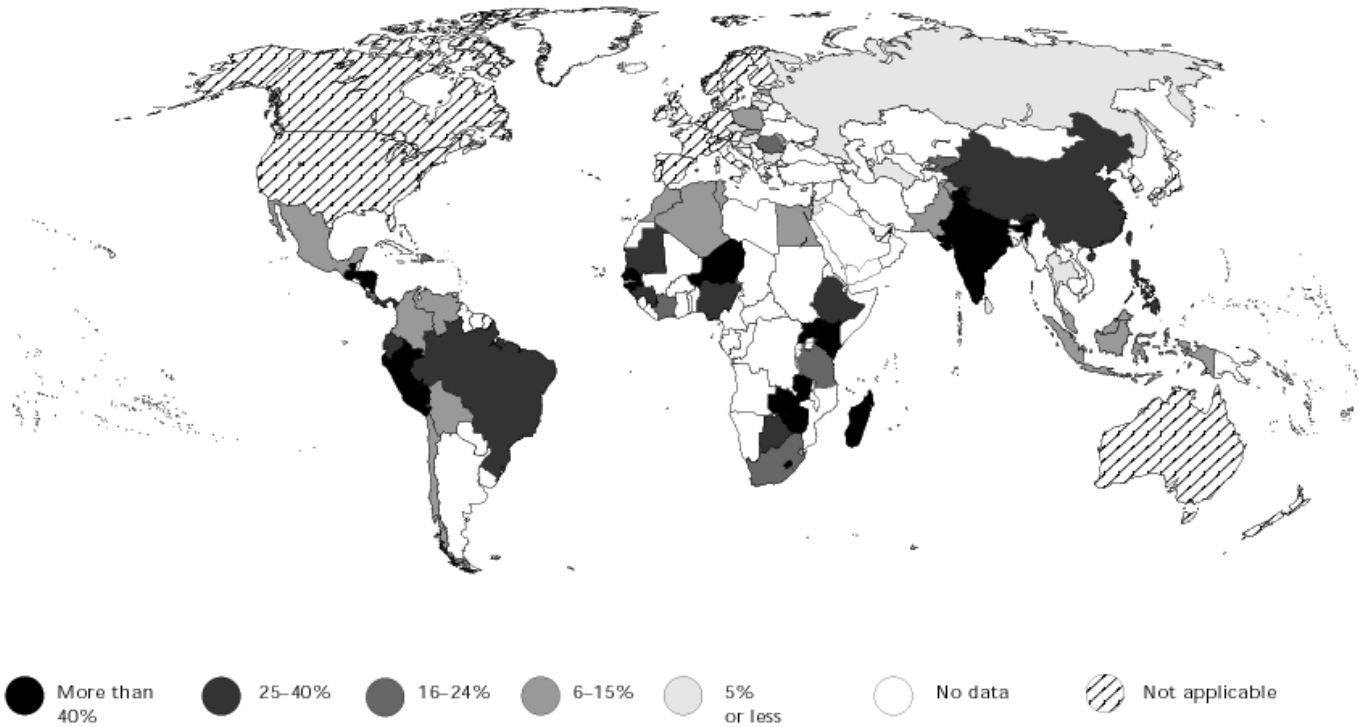 More than
40%
25–40%
16–24%
6–15%
5%
or less
No data
Not applicable